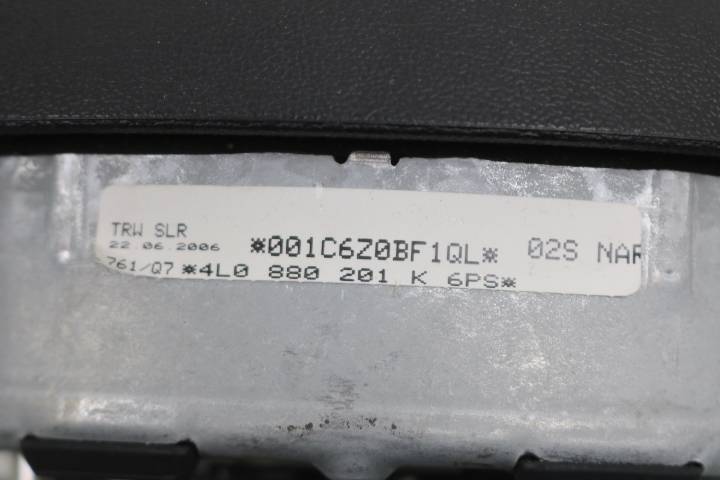 TRW SLR
22.06.2006 *001C6Z0BF1QL* 02S NAR
761/Q7 *4L0 880 201 K 6PS*